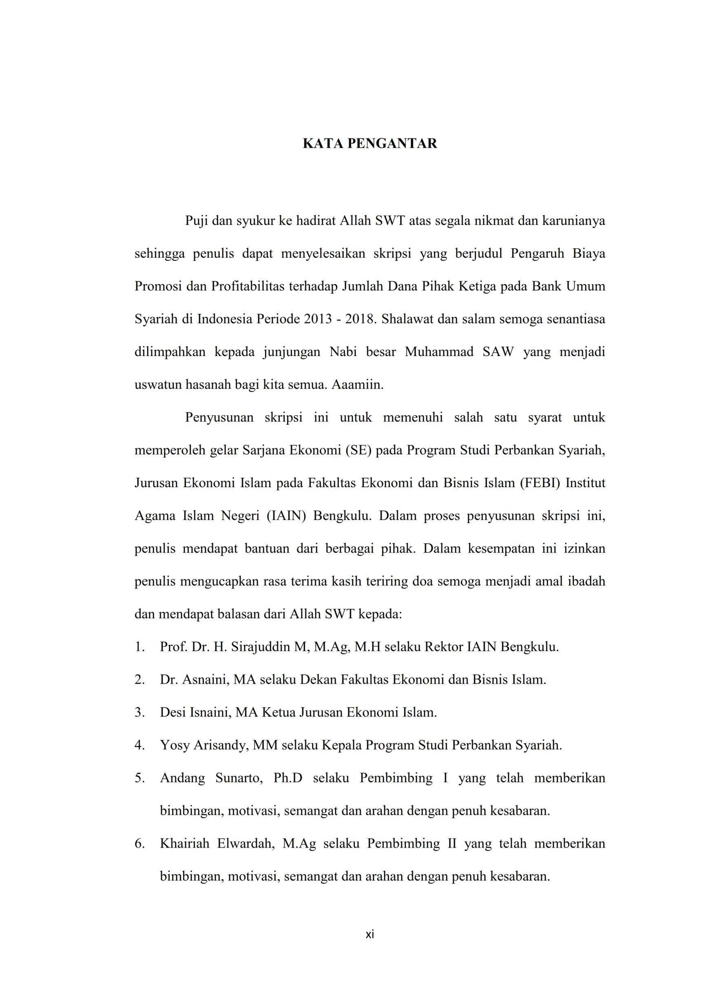 KATA PENGANTAR
Puji dan syukur ke hadirat Allah SWT atas segala nikmat dan karunianya
sehingga penulis dapat menyelesaikan skripsi yang berjudul Pengaruh Biaya
Promosi dan Profitabilitas terhadap Jumlah Dana Pihak Ketiga pada Bank Umum
Syariah di Indonesia Periode 2013 - 2018. Shalawat dan salam semoga senantiasa
dilimpahkan kepada junjungan Nabi besar Muhammad SAW yang menjadi
uswatun hasanah bagi kita semua. Aaamiin.
Penyusunan skripsi ini untuk memenuhi salah satu syarat untuk
memperoleh gelar Sarjana Ekonomi (SE) pada Program Studi Perbankan Syariah,
Jurusan Ekonomi Islam pada Fakultas Ekonomi dan Bisnis Islam (FEBI) Institut
Agama Islam Negeri (IAIN) Bengkulu. Dalam proses penyusunan skripsi ini,
penulis mendapat bantuan dari berbagai pihak. Dalam kesempatan ini izinkan
penulis mengucapkan rasa terima kasih teriring doa semoga menjadi amal ibadah
dan mendapat balasan dari Allah SWT kepada:
1. Prof. Dr. H. Sirajuddin M, M.Ag, M.H selaku Rektor IAIN Bengkulu.
2. Dr. Asnaini, MA selaku Dekan Fakultas Ekonomi dan Bisnis Islam.
3. Desi Isnaini, MA Ketua Jurusan Ekonomi Islam.
4. Yosy Arisandy, MM selaku Kepala Program Studi Perbankan Syariah.
5. Andang Sunarto, Ph.D selaku Pembimbing I yang telah memberikan
bimbingan, motivasi, semangat dan arahan dengan penuh kesabaran.
6. Khairiah Elwardah, M.Ag selaku Pembimbing II yang telah memberikan
bimbingan, motivasi, semangat dan arahan dengan penuh kesabaran.
xi